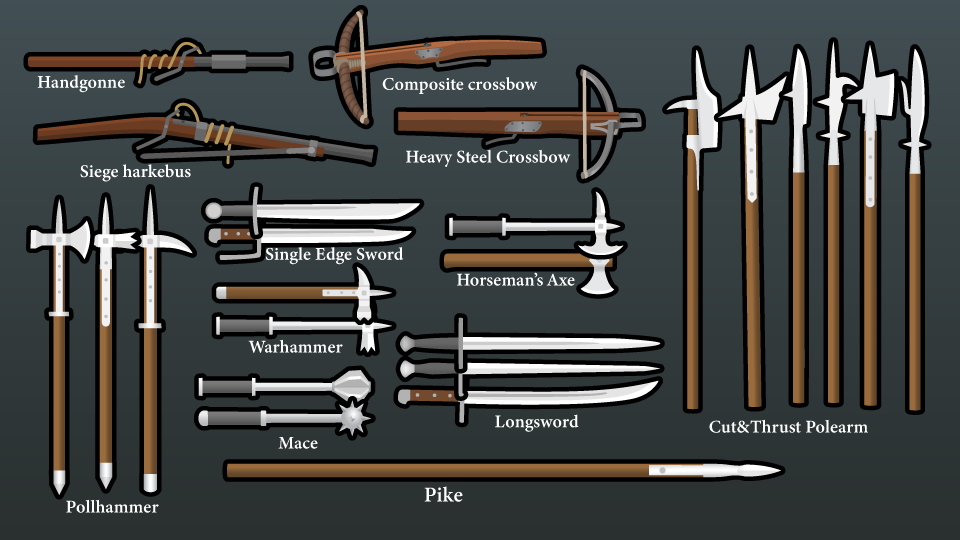 Handgonne
Composite crossbow
Heavy Steel Crossbow
Siege harkebus
Single Edge Sword
Horseman's Axe
Warhammer
Longsword
Cut&Thrust Polearm
Mace
Pike
Pollhammer